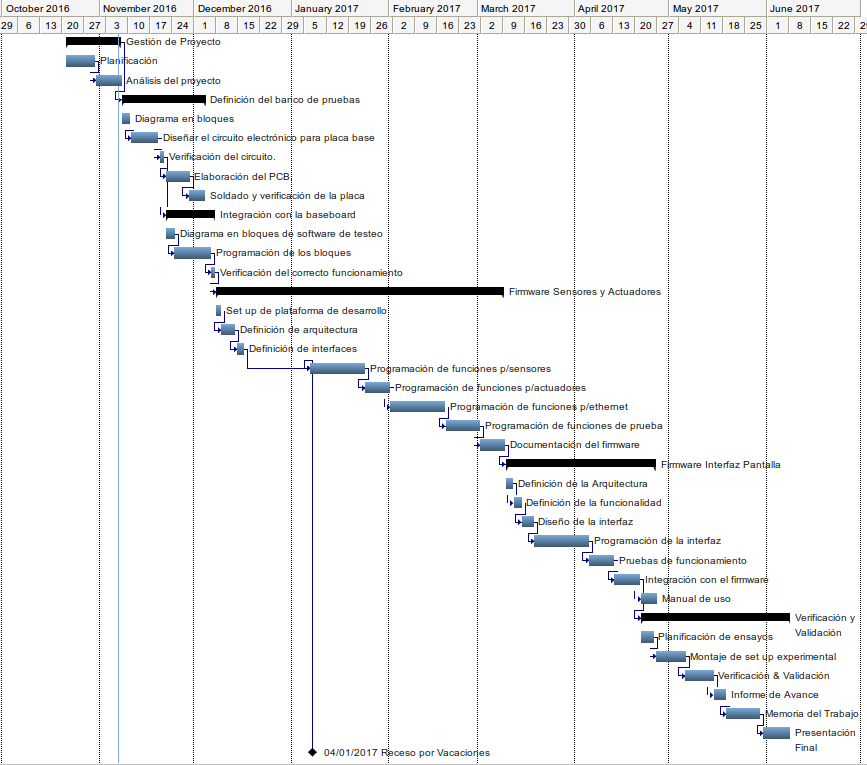 October 2016 November 2016 December 2016 January 2017 February 2017 March 2017 April 2017 May 2017 June 2017
29 6 13 20 27 3 10 17 24 1 8 15 22 29 5 12 19 26 2 9 16 23 2 9 16 23 30 6 13 20 27 4 11 18 25 1 8 15 22 29
Gestión de Proyecto
Planificación
Análisis del proyecto
Definición del banco de pruebas
Diagrama en bloques
Diseñar el circuito electrónico para placa base
Verificación del circuito.
Elaboración del PCB.
Soldado y verificación de la placa
Integración con la baseboard
Diagrama en bloques de software de testeo
Programación de los bloques
Verificación del correcto funcionamiento
Firmware Sensores y Actuadores
Set up de plataforma de desarrollo
Definición de arquitectura
Definición de interfaces
Programación de funciones p/sensores
Programación de funciones p/actuadores
Programación de funciones p/ethernet
Programación de funciones de prueba
Documentación del firmware
Firmware Interfaz Pantalla
Definición de la Arquitectura
Definición de la funcionalidad
Diseño de la interfaz
Programación de la interfaz
Pruebas de funcionamiento
Integración con el firmware
Manual de uso
Verificación y
Validación
Planificación de ensayos
Montaje de set up experimental
Verificación & Validación
Informe de Avance
Memoria del Trabajo
Presentación
Final
04/01/2017 Receso por Vacaciones